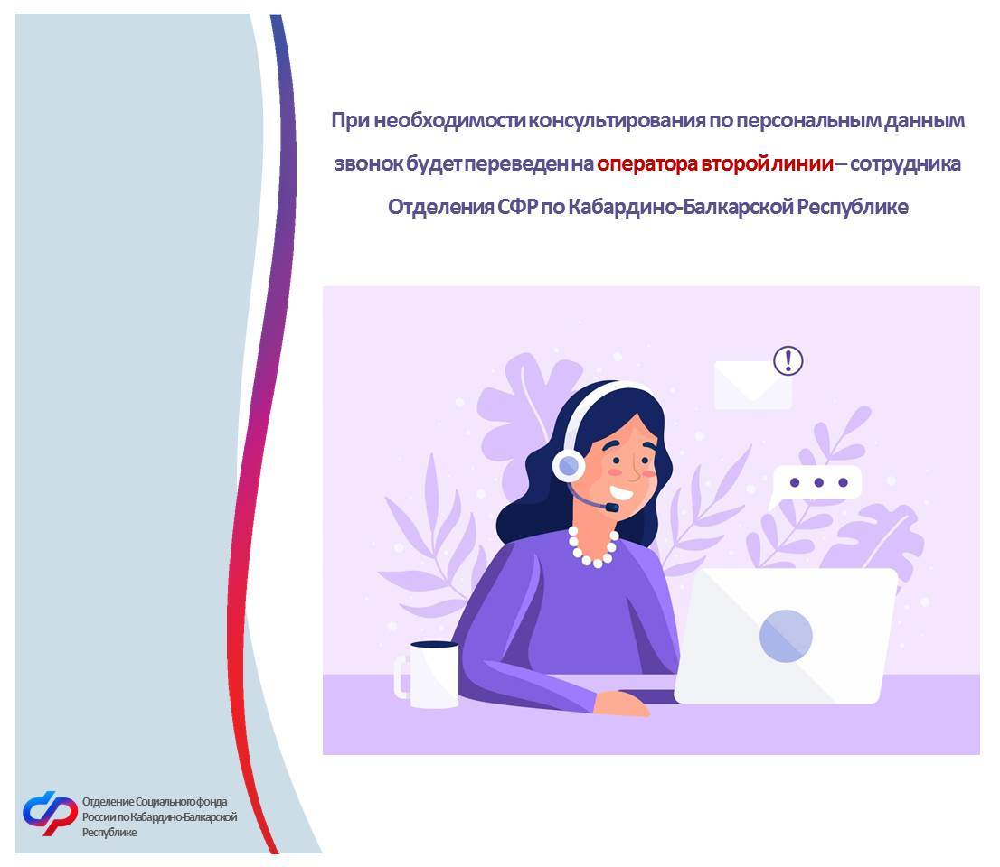 При необходимости консультирования по персональным данным
звонок будет переведен на оператора второй линии – сотрудника
Отделения СФР по Кабардино-Балкарской Республике
Отделение Социального фонда
России по Кабардино-Балкарской
Республике